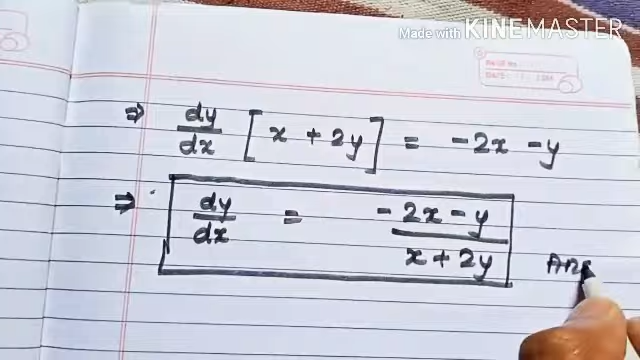 Made with KINEMASTER
⇒ dy/dx [x + 2y] = -2x - y
⇒ dy/dx = (-2x - y)/(x + 2y)
Ans